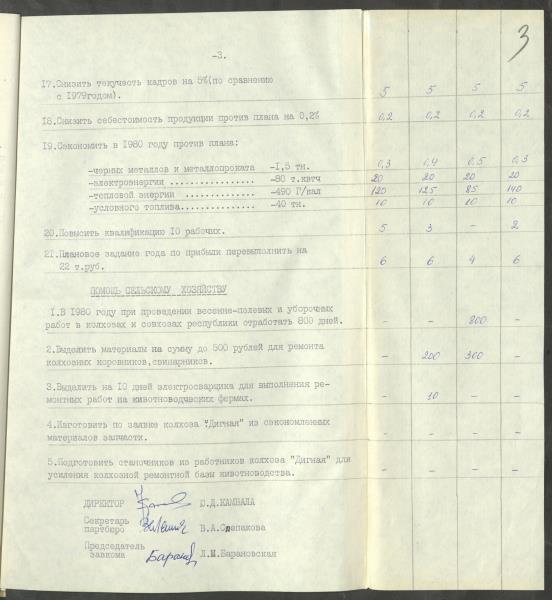 3
-3.
17.Снизить текучесть кадров на 5%(по сравнению
с 1979годом). 5 5 5 5
18.Снизить себестоимость продукции против плана на 0,2% 0,2 0,2 0,2 0,2
19.Сэкономить в 1980 году против плана:
-черных металлов и металлопроката -1,5 тн. 0,3 0,4 0,5 0,3
-электроэнергии ................ -80 т.квтч 20 20 20 20
-тепловой энергии .............. -490 Г/кал 120 125 85 140
-условного топлива.............. -40 тн. 10 10 10 10
20.Повысить квалификацию 10 рабочих. 5 3 - 2
21.Плановое задание года по прибыли перевыполнить на
22 т.руб. 6 6 4 6
ПОМОЩЬ СЕЛЬСКОМУ ХОЗЯЙСТВУ
1.В 1980 году при проведении весенне-полевых и уборочных
работ в колхозах и совхозах республики отработать 800 дней. - - 800 -
2.Выделить материалы на сумму до 500 рублей для ремонта
колхозных коровников,свинарников. - 200 300 -
3.Выделить на 10 дней электросварщика для выполнения ре-
монтных работ на животноводческих фермах. - 10 - -
4.Изготовить по заявке колхоза "Дигная" из сэкономленных
материалов запчасти. - - - -
5.Подготовить станочников из работников колхоза "Дигная" для
усиления колхозной ремонтной базы животноводства. - - - -
ДИРЕКТОР Ю.Д.КАМБАЛА
Секретарь
партбюро В.А.Слепакова
Председатель
завкома Баранов Л.М.Барановская